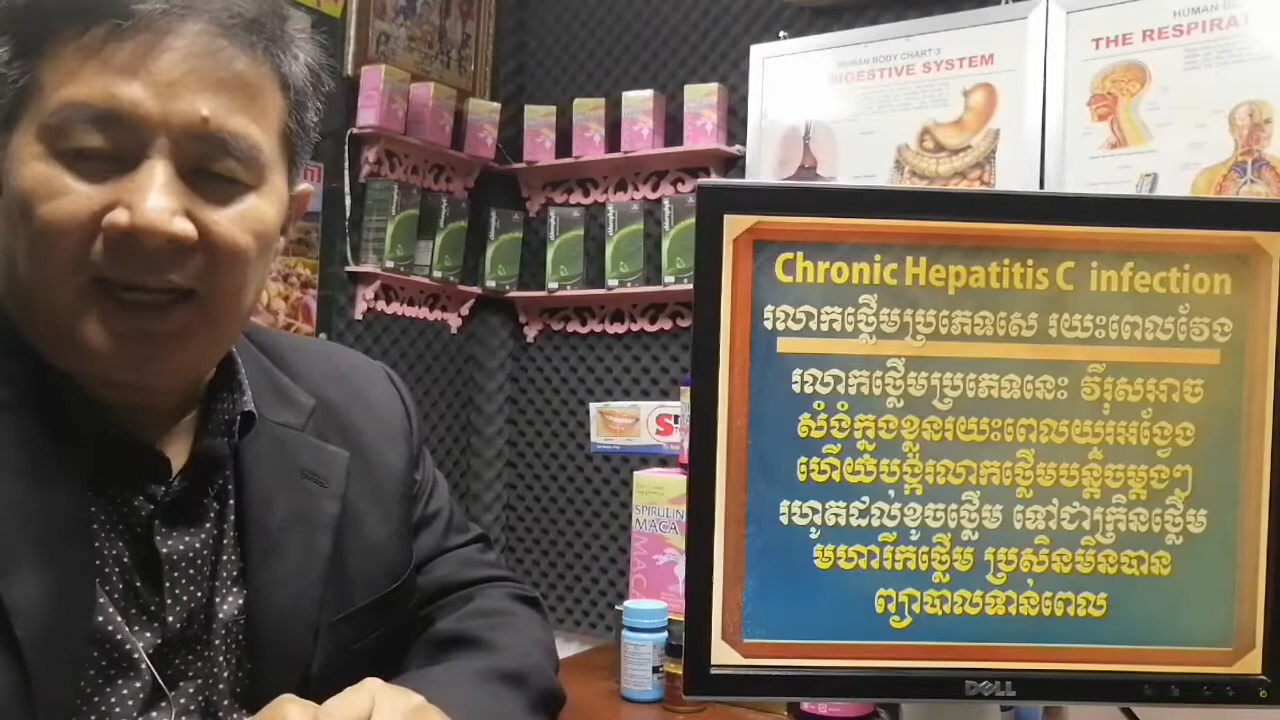 HUMAN BODY CHART 3
DIGESTIVE SYSTEM
HUMAN
THE RESPIRAT
Chronic Hepatitis C infection
រលាកថ្លើមប្រភេទសេ រយះពេលវែង
រលាកថ្លើមប្រភេទនេះ វីរុសអាច
សំងំក្នុងខ្លួនរយះពេលយូរអង្វែង
ហើយបង្ករលាកថ្លើមបន្តិចម្តងៗ
រហូតដល់ខូចថ្លើម ទៅជាក្រិនថ្លើម
មហារីកថ្លើម ប្រសិនមិនបាន
ព្យាបាលទាន់ពេល
SPIRULIN
MACA
MACA
DELL